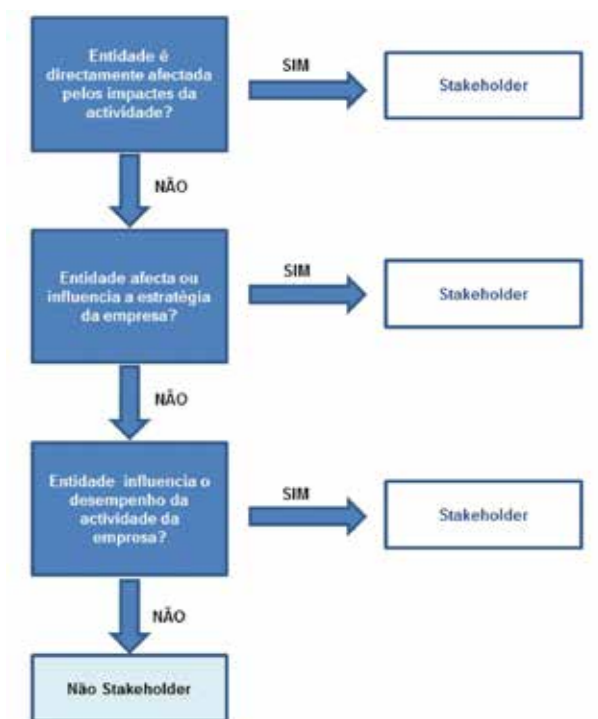 Entidade é
directamente afectada
pelos impactes da
actividade?
SIM
Stakeholder
NÃO
Entidade afecta ou
influencia a estratégia
da empresa?
SIM
Stakeholder
NÃO
Entidade influencia o
desempenho da
actividade da
empresa?
SIM
Stakeholder
NÃO
Não Stakeholder